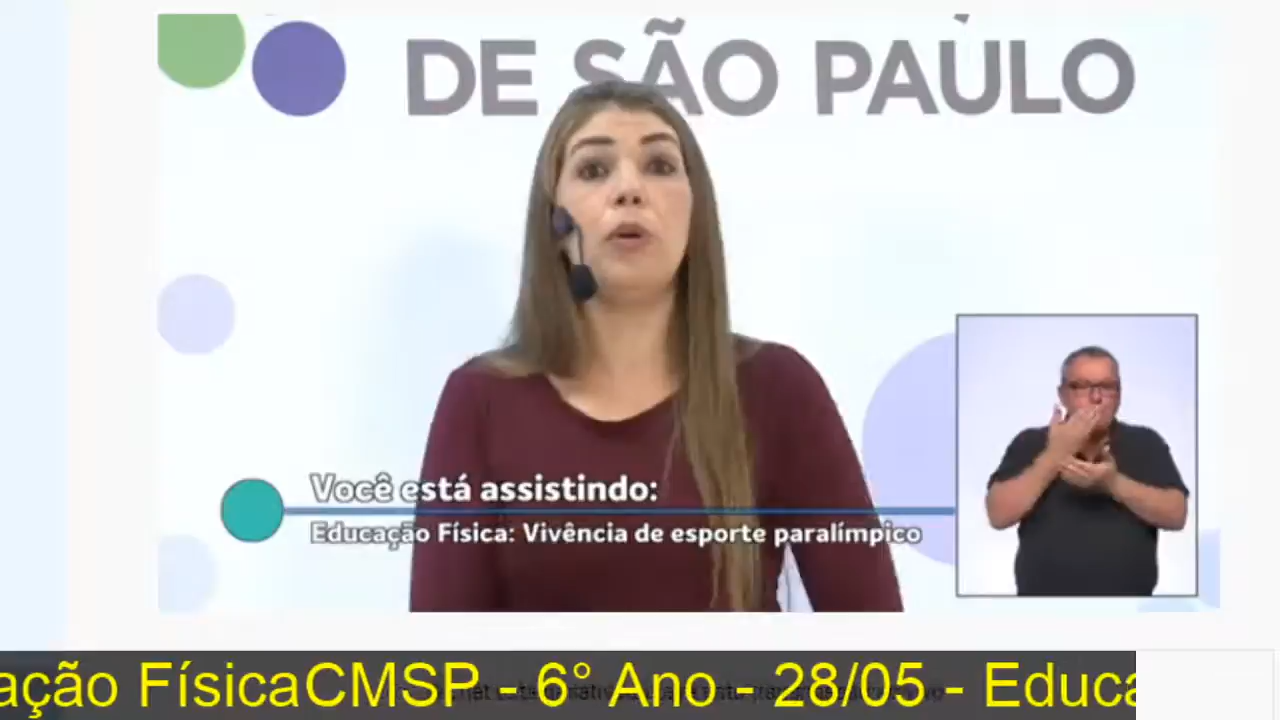 DE SÃO PAULO
Você está assistindo:
Educação Física: Vivência de esporte paralímpico
ação FísicaCMSP - 6° Ano - 28/05 - Educa